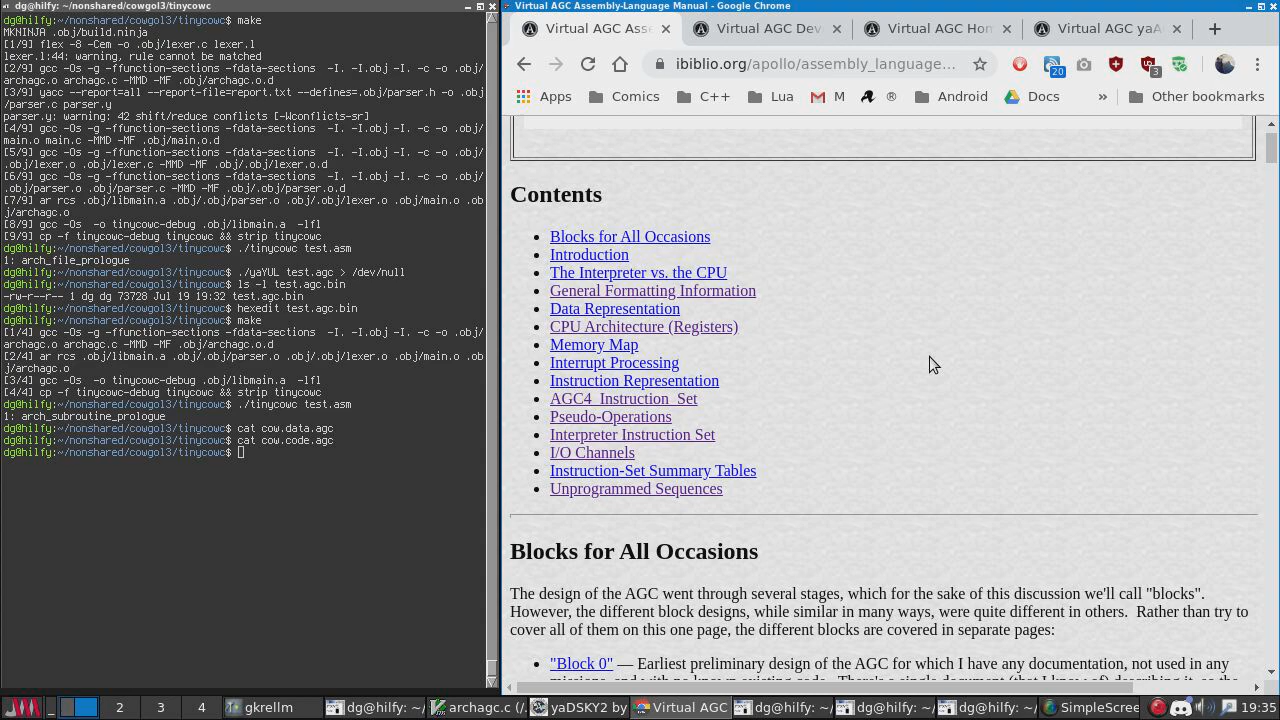 dg@hilfy: ~/nonshared/cowgol3/tinycowc
dg@hilfy:~/nonshared/cowgol3/tinycowc$ make
MKNINJA .obj/build.ninja
[1/9] flex -8 -Cem -o .obj/lexer.c lexer.l
lexer.l:44: warning, rule cannot be matched
[2/9] gcc -Os -g -ffunction-sections -fdata-sections  -I. -I.obj -I. -c -o .obj/
archagc.o archagc.c -MMD -MF .obj/archagc.o.d
[3/9] yacc --report=all --report-file=report.txt --defines=.obj/parser.h -o .obj
/parser.c parser.y
parser.y: warning: 42 shift/reduce conflicts [-Wconflicts-sr]
[4/9] gcc -Os -g -ffunction-sections -fdata-sections  -I. -I.obj -I. -c -o .obj/
main.o main.c -MMD -MF .obj/main.o.d
[5/9] gcc -Os -g -ffunction-sections -fdata-sections  -I. -I.obj -I. -c -o .obj/
.obj/lexer.o .obj/lexer.c -MMD -MF .obj/.obj/lexer.o.d
[6/9] gcc -Os -g -ffunction-sections -fdata-sections  -I. -I.obj -I. -c -o .obj/
.obj/parser.o .obj/parser.c -MMD -MF .obj/.obj/parser.o.d
[7/9] ar rcs .obj/libmain.a .obj/.obj/parser.o .obj/.obj/lexer.o .obj/main.o .ob
j/archagc.o
[8/9] gcc -Os  -o tinycowc-debug .obj/libmain.a  -lfl
[9/9] cp -f tinycowc-debug tinycowc && strip tinycowc
dg@hilfy:~/nonshared/cowgol3/tinycowc$ ./tinycowc test.asm
1: arch_file_prologue
dg@hilfy:~/nonshared/cowgol3/tinycowc$ ./yaYUL test.agc > /dev/null
dg@hilfy:~/nonshared/cowgol3/tinycowc$ ls -l test.agc.bin
-rw-r--r-- 1 dg dg 73728 Jul 19 19:32 test.agc.bin
dg@hilfy:~/nonshared/cowgol3/tinycowc$ hexedit test.agc.bin
dg@hilfy:~/nonshared/cowgol3/tinycowc$ make
[1/4] gcc -Os -g -ffunction-sections -fdata-sections  -I. -I.obj -I. -c -o .obj/
archagc.o archagc.c -MMD -MF .obj/archagc.o.d
[2/4] ar rcs .obj/libmain.a .obj/.obj/parser.o .obj/.obj/lexer.o .obj/main.o .ob
j/archagc.o
[3/4] gcc -Os  -o tinycowc-debug .obj/libmain.a  -lfl
[4/4] cp -f tinycowc-debug tinycowc && strip tinycowc
dg@hilfy:~/nonshared/cowgol3/tinycowc$ ./tinycowc test.asm
1: arch_subroutine_prologue
dg@hilfy:~/nonshared/cowgol3/tinycowc$ cat cow.data.agc
dg@hilfy:~/nonshared/cowgol3/tinycowc$ cat cow.code.agc
dg@hilfy:~/nonshared/cowgol3/tinycowc$
Virtual AGC Assembly-Language Manual - Google Chrome
Virtual AGC Asse Virtual AGC Dev Virtual AGC Hom Virtual AGC yaA
ibiblio.org/apollo/assembly_language... 20 3
Apps Comics C++ Lua M ® Android Docs » Other bookmarks
Contents
Blocks for All Occasions
Introduction
The Interpreter vs. the CPU
General Formatting Information
Data Representation
CPU Architecture (Registers)
Memory Map
Interrupt Processing
Instruction Representation
AGC4 Instruction Set
Pseudo-Operations
Interpreter Instruction Set
I/O Channels
Instruction-Set Summary Tables
Unprogrammed Sequences
Blocks for All Occasions
The design of the AGC went through several stages, which for the sake of this discussion we'll call "blocks".
However, the different block designs, while similar in many ways, were quite different in others.  Rather than try to
cover all of them on this one page, the different blocks are covered in separate pages:
"Block 0" — Earliest preliminary design of the AGC for which I have any documentation, not used in any
2 3 4 gkrellm dg@hilfy: ~/ archagc.c (/ yaDSKY2 b Virtual AGC dg@hilfy: ~/ dg@hilfy: ~/ dg@hilfy: ~/ SimpleScree 19:35